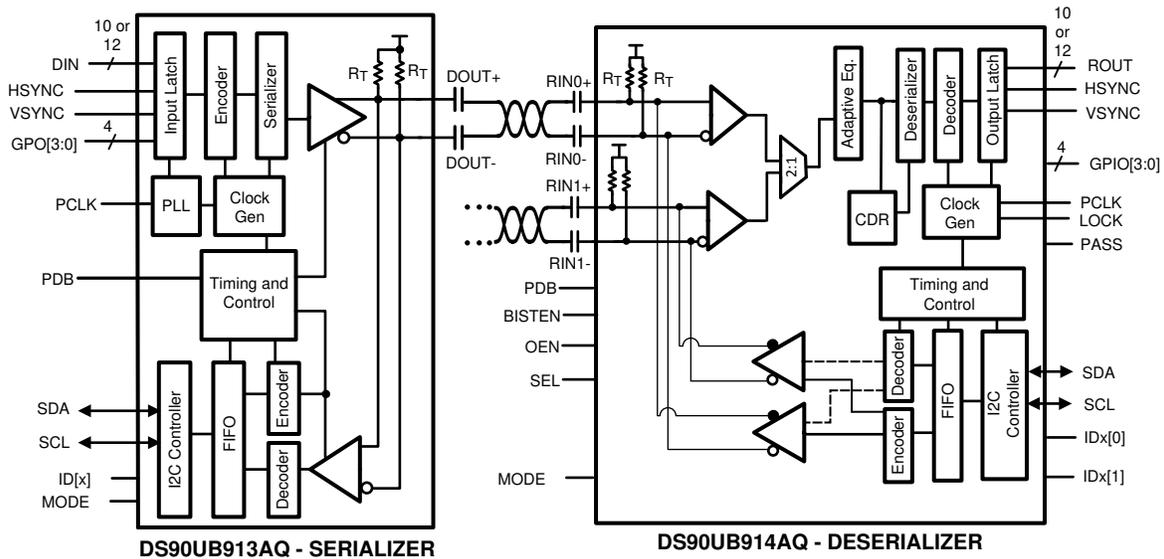 10 or
12
DIN
HSYNC
VSYNC
4
GPO[3:0]
PCLK
PDB
SDA
SCL
ID[x]
MODE
Input Latch
Encoder
Serializer
PLL
Clock
Gen
Timing and
Control
I2C Controller
FIFO
Encoder
Decoder
RT
RT
DOUT+
DOUT-
DS90UB913AQ - SERIALIZER
RIN0+
RIN0-
RIN1+
RIN1-
PDB
BISTEN
OEN
SEL
MODE
RT
RT
2:1
Adaptive Eq.
Deserializer
Decoder
Output Latch
CDR
Clock
Gen
Timing and
Control
Decoder
Encoder
FIFO
I2C
Controller
10
or
12
ROUT
HSYNC
VSYNC
4
GPIO[3:0]
PCLK
LOCK
PASS
SDA
SCL
IDx[0]
IDx[1]
DS90UB914AQ - DESERIALIZER